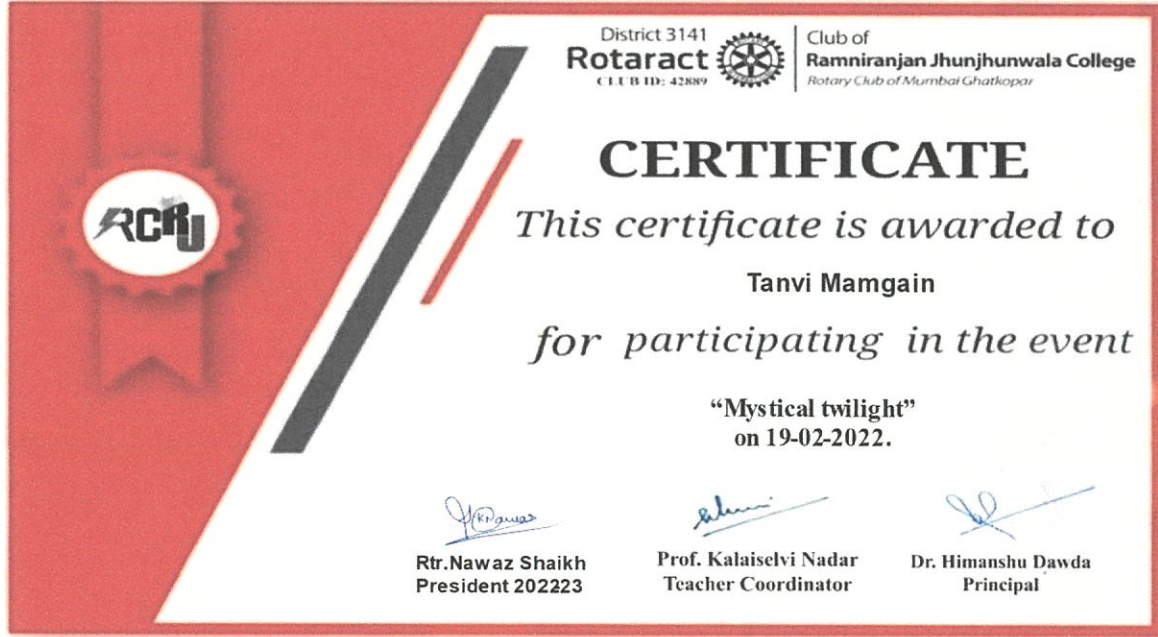 District 3141
Rotaract
CLUB ID: 42889
Club of
Ramniranjan Jhunjhunwala College
Rotary Club of Mumbai Ghatkopar
RCRJ
CERTIFICATE
This certificate is awarded to
Tanvi Mamgain
for participating in the event
“Mystical twilight”
on 19-02-2022.
Rtr.Nawaz Shaikh
President 202223
Prof. Kalaiselvi Nadar
Teacher Coordinator
Dr. Himanshu Dawda
Principal